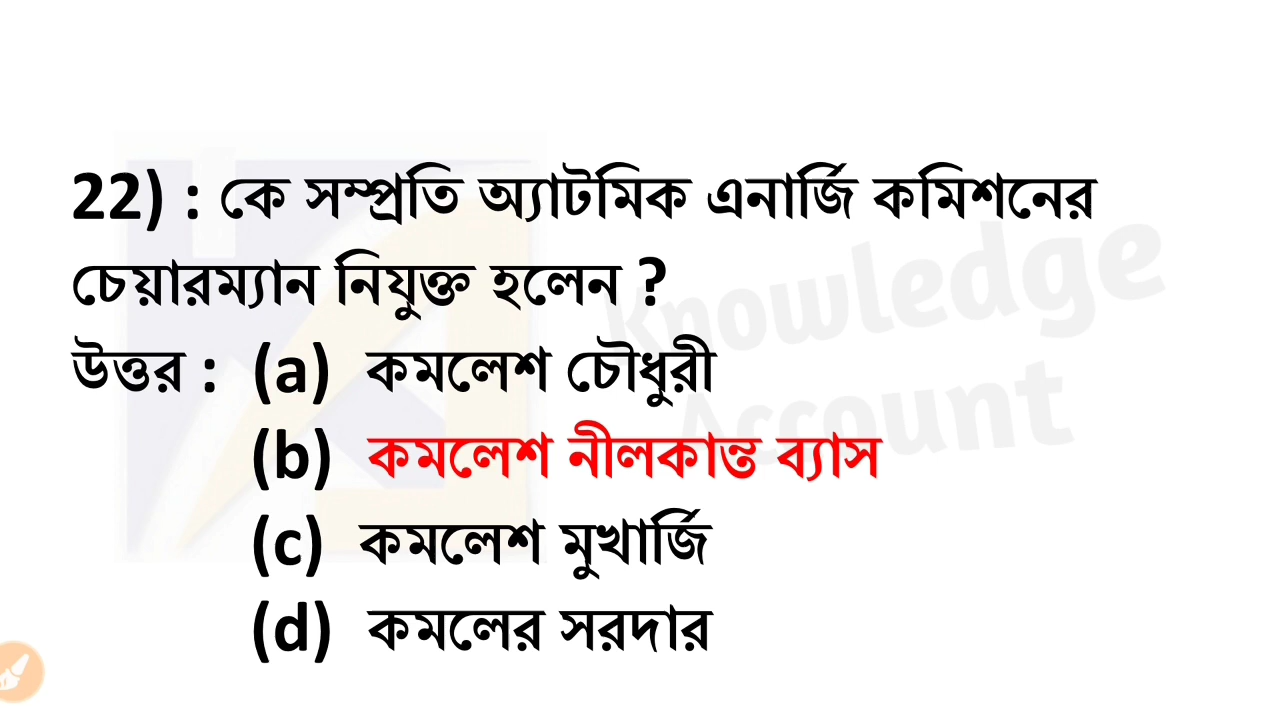 22) : কে সম্প্রতি অ্যাটমিক এনার্জি কমিশনের
চেয়ারম্যান নিযুক্ত হলেন ?
উত্তর : (a) কমলেশ চৌধুরী
(b) কমলেশ নীলকান্ত ব্যাস
(c) কমলেশ মুখার্জি
(d) কমলের সরদার
Knowledge
Account